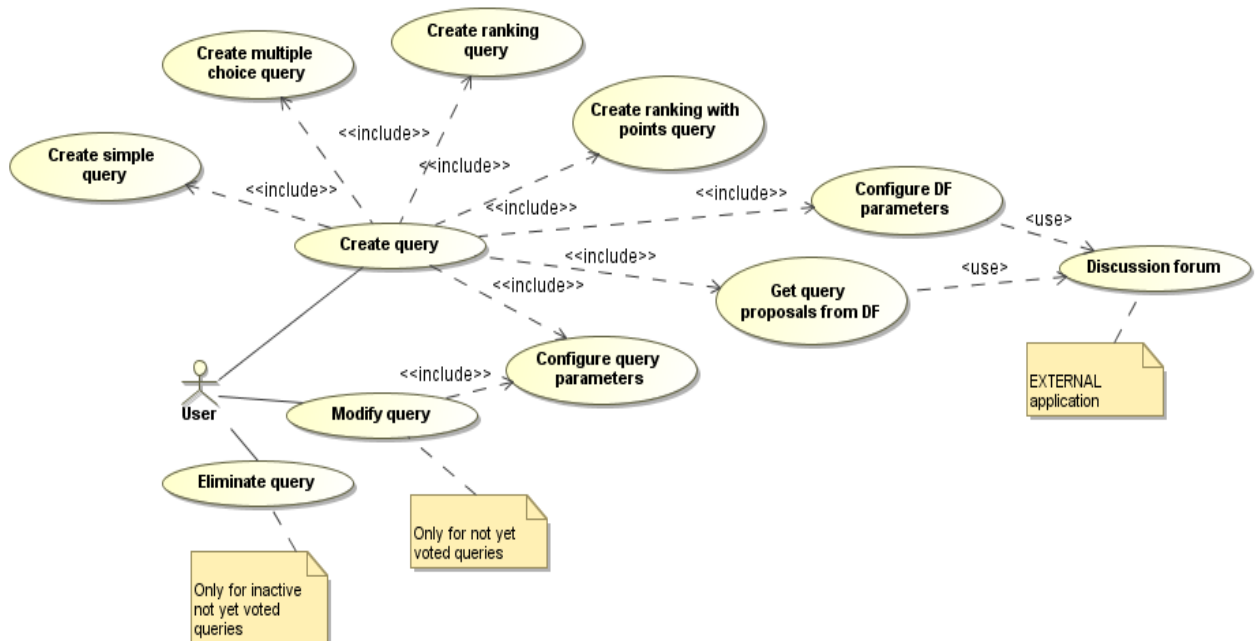 Create ranking
query
Create multiple
choice query
Create ranking with
points query
<<include>>
<<include>>
Create simple
query
<<include>>
Configure DF
parameters
<<include>>
<<include>>
<use>
Create query
<<include>>
Discussion forum
<use>
<<include>>
Get query
proposals from DF
Configure query
parameters
<<include>>
EXTERNAL
application
User
Modify query
Eliminate query
Only for not yet
voted queries
Only for inactive
not yet voted
queries